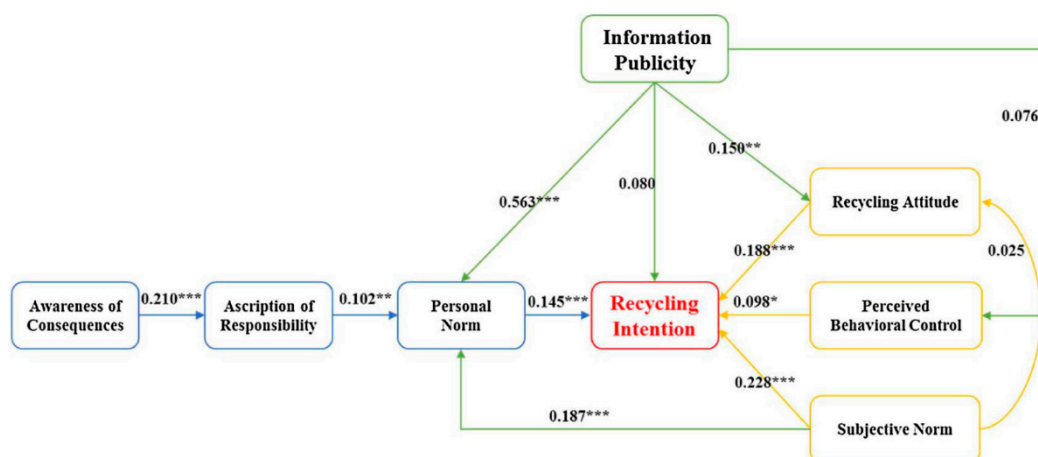 Information
Publicity
0.076
0.150**
0.080
0.563***
Recycling Attitude
0.188***
0.025
0.210***
0.102**
0.145***
0.098*
Awareness of
Consequences
Ascription of
Responsibility
Personal
Norm
Recycling
Intention
Perceived
Behavioral Control
0.228***
0.187***
Subjective Norm